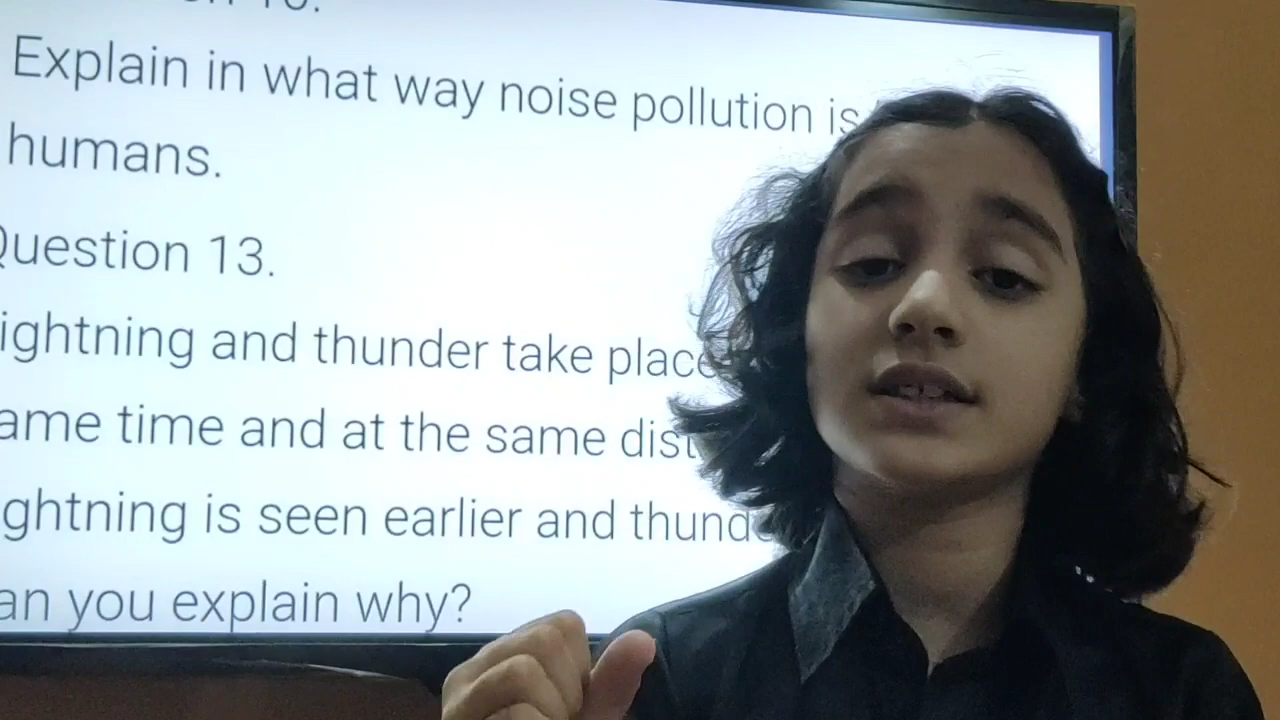 Explain in what way noise pollution is
humans.
Question 13.
ightning and thunder take place
ame time and at the same dist
ghtning is seen earlier and thund
an you explain why?